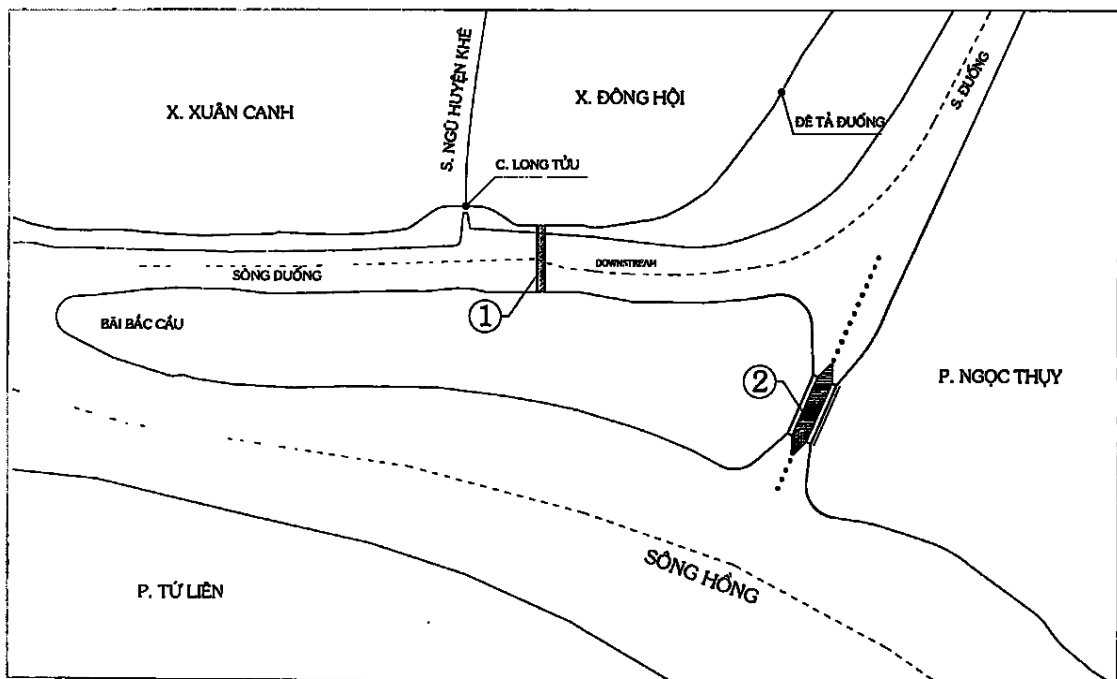 X. XUÂN CANH
S. NGŨ HUYỆN KHÊ
X. ĐÔNG HỘI
ĐÊ TẢ ĐUỐNG
S. ĐUỐNG
C. LONG TỬU
SÔNG DUỐNG
DOWNSTREAM
①
BÃI BẮC CẦU
②
P. NGỌC THỤY
SÔNG HỒNG
P. TỨ LIÊN